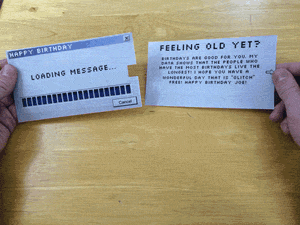 HAPPY BIRTHDAY
LOADING MESSAGE...
Cancel
FEELING OLD YET?
BIRTHDAYS ARE GOOD FOR YOU. MY
DATA SHOWS THAT THE PEOPLE WHO
HAVE THE MOST BIRTHDAYS LIVE THE
LONGEST! I HOPE YOU HAVE A
WONDERFUL DAY THAT IS "GLITCH"
FREE! HAPPY BIRTHDAY JOE!